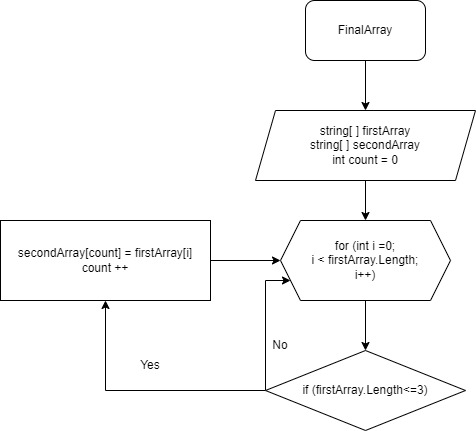 FinalArray
string[ ] firstArray
string[ ] secondArray
int count = 0
for (int i =0;
i < firstArray.Length;
i++)
secondArray[count] = firstArray[i]
count ++
No
Yes
if (firstArray.Length<=3)